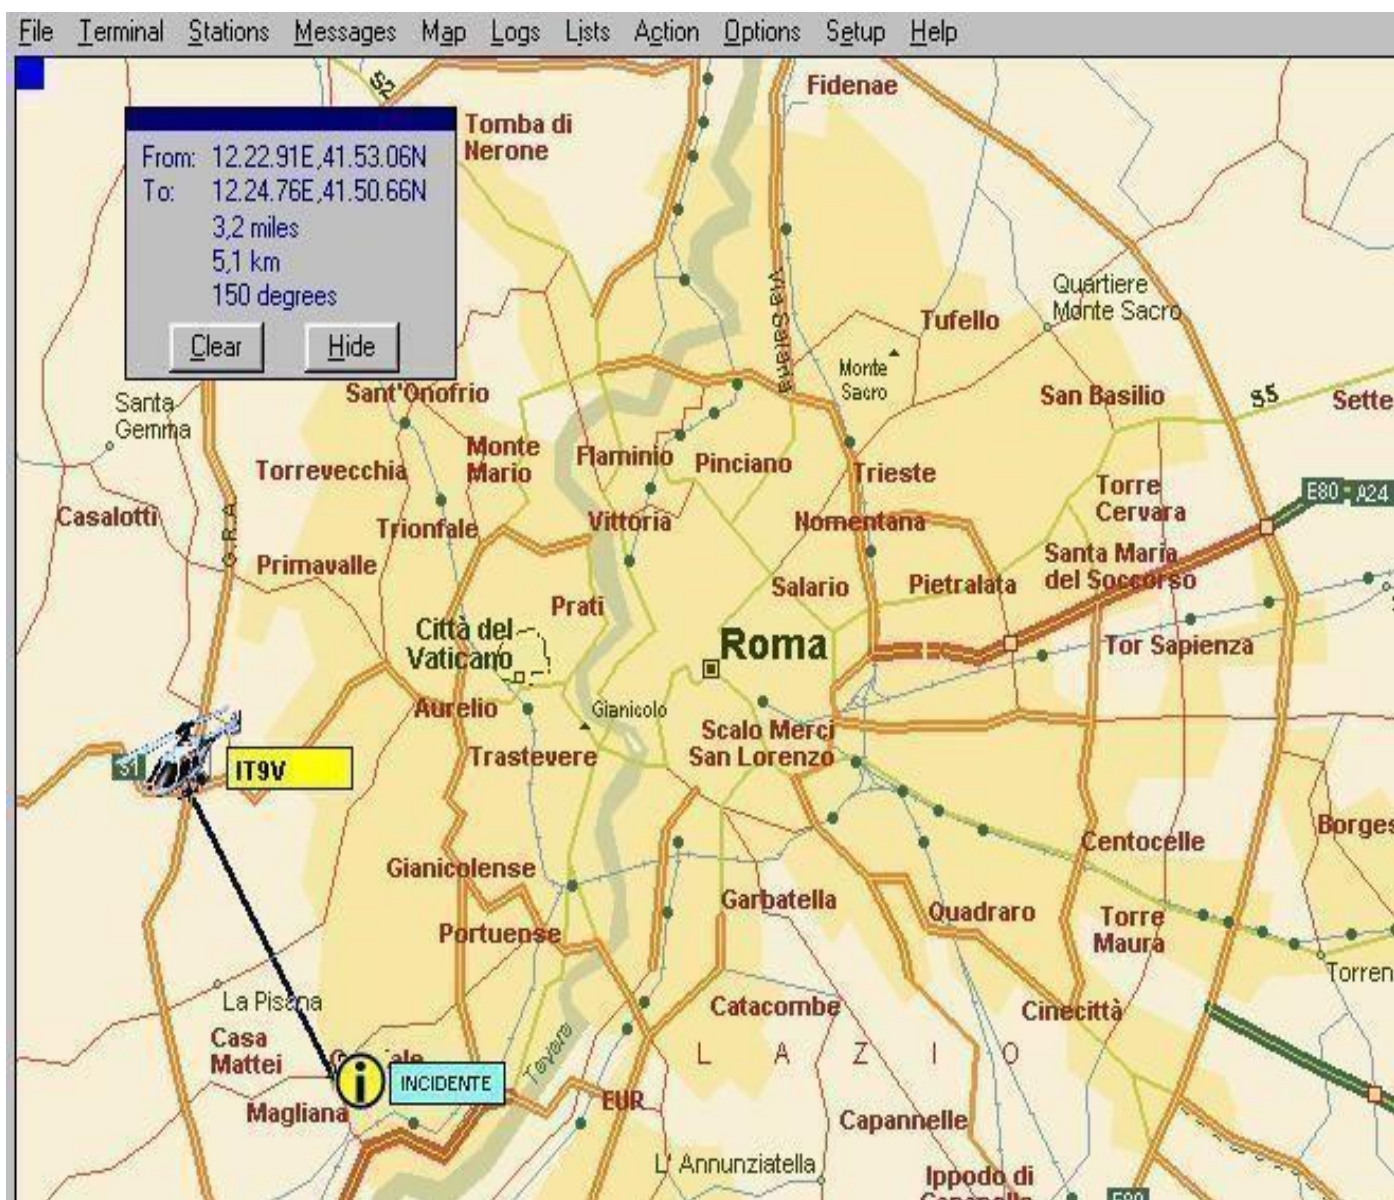 File Terminal Stations Messages Map Logs Lists Action Options Setup Help
S2
Fidenae
Tomba di
Nerone
From: 12.22.91E,41.53.06N
To: 12.24.76E,41.50.66N
3,2 miles
5,1 km
150 degrees
Clear Hide
Via Salaria
Quartiere
Monte Sacro
Tufello
Monte
Sacro
Sant'Onofrio
San Basilio
S5
Sette
Santa
Gemma
Monte
Mario
Torrevecchia
Flaminio
Pinciano
Trieste
Torre
Cervara
E80 A24
Casalotti
G.R.A
Trionfale
Vittoria
Nomentana
Primavalle
Santa Maria
del Soccorso
Salario
Pietralata
Prati
Città del
Vaticano
Roma
Tor Sapienza
Aurelio
Gianicolo
Trastevere
Scalo Merci
San Lorenzo
S1
IT9V
Borges
Centocelle
Gianicolense
Garbatella
Quadraro
Torre
Maura
Portuense
Torren
La Pisana
Catacombe
Cinecittà
Casa
Mattei
Tevere
LAZIO
INCIDENTE
Magliana
EUR
Capannelle
L' Annunziatella
Ippodo di
Capannelle
E80